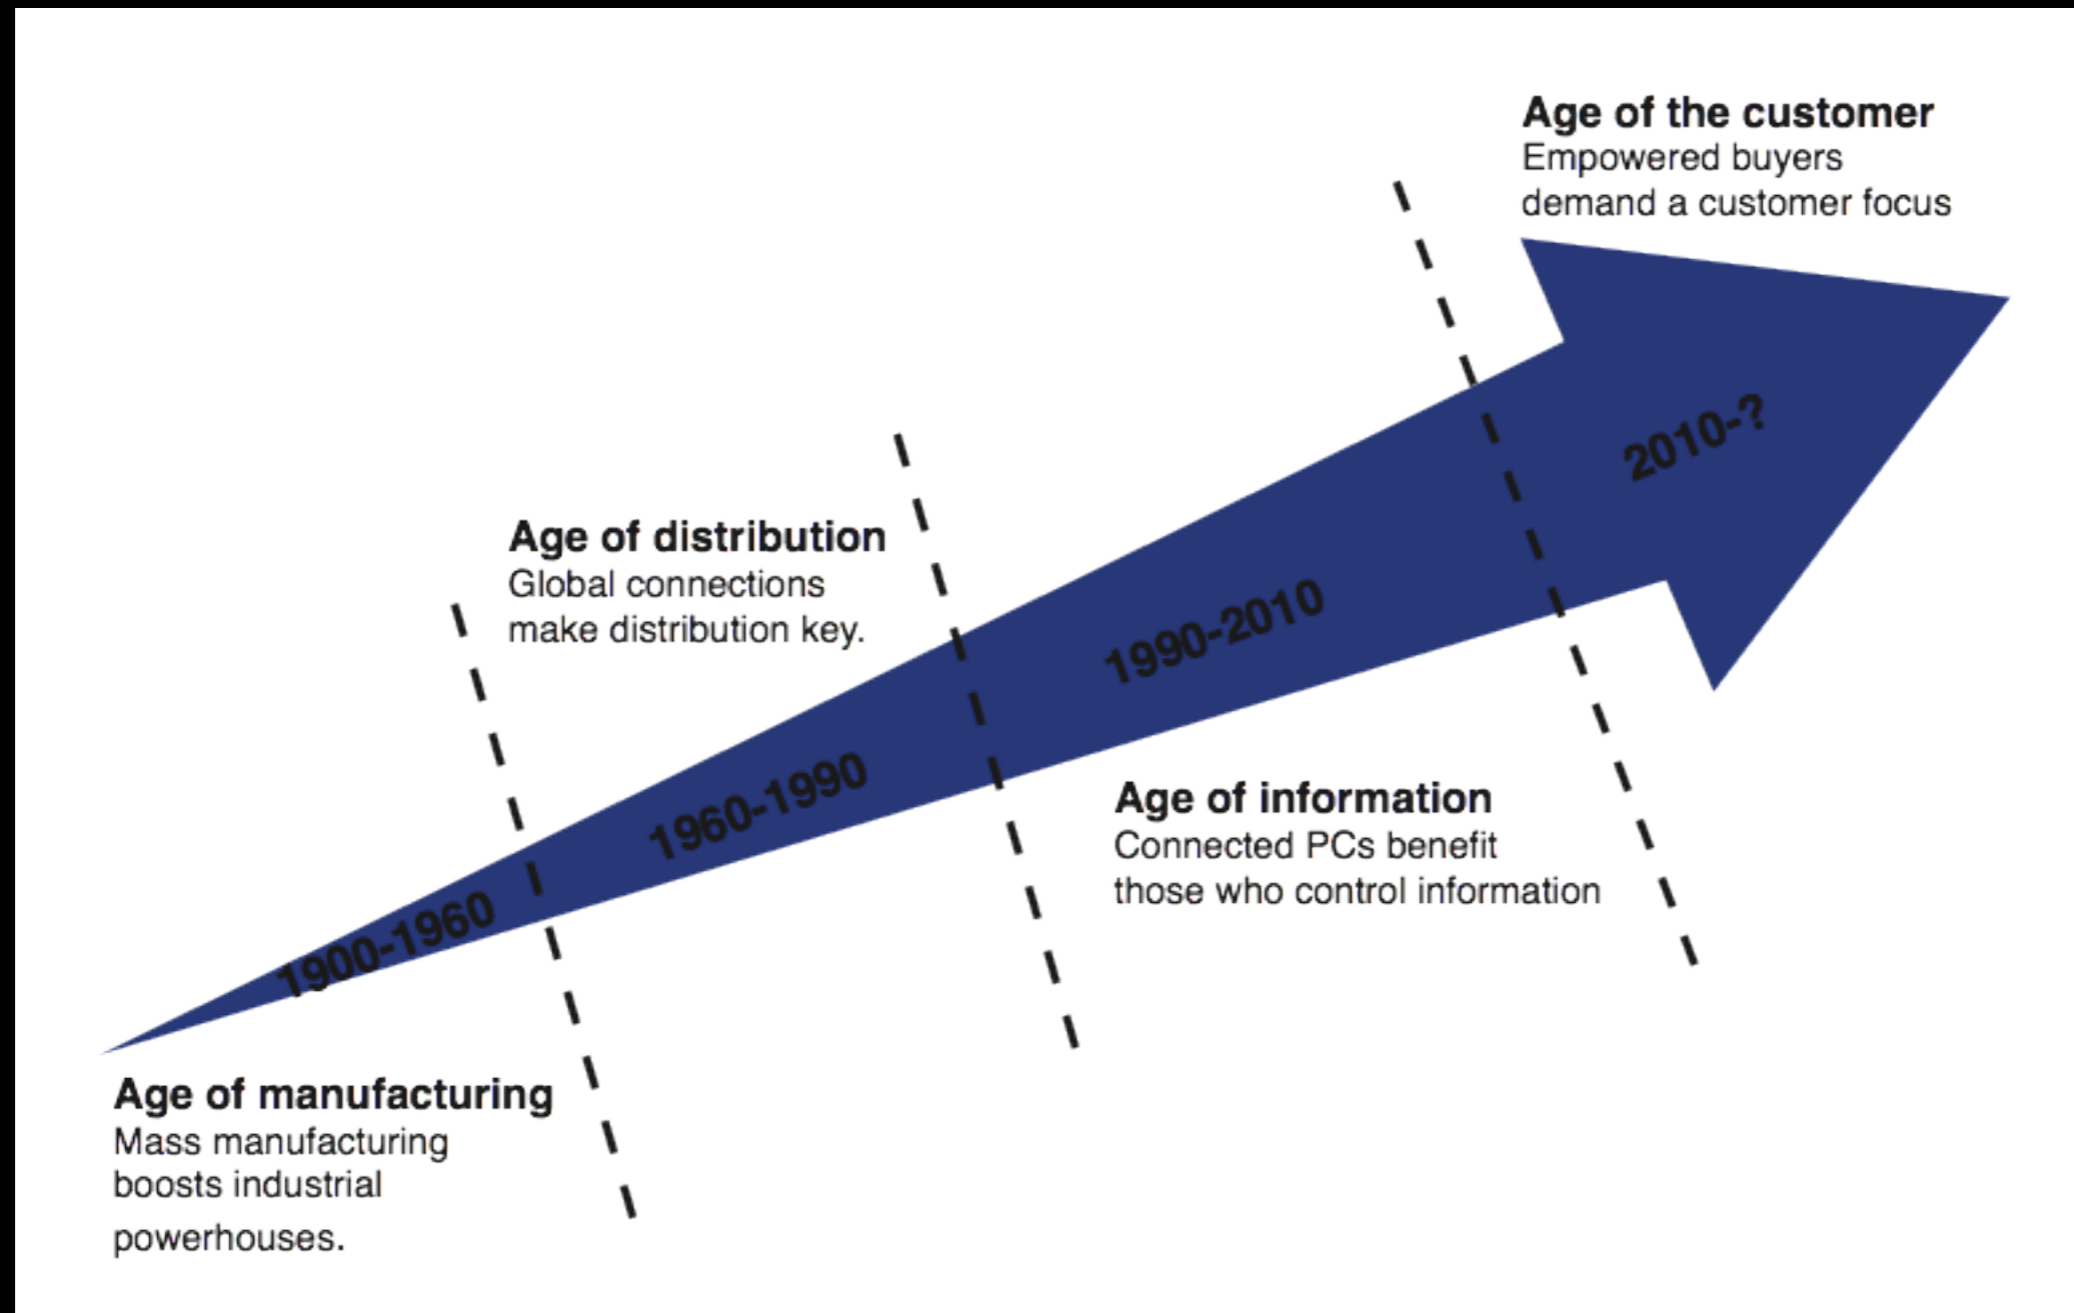 Age of the customer
Empowered buyers
demand a customer focus
2010-?
Age of distribution
Global connections
make distribution key.
1990-2010
1960-1990
Age of information
Connected PCs benefit
those who control information
1900-1960
Age of manufacturing
Mass manufacturing
boosts industrial
powerhouses.